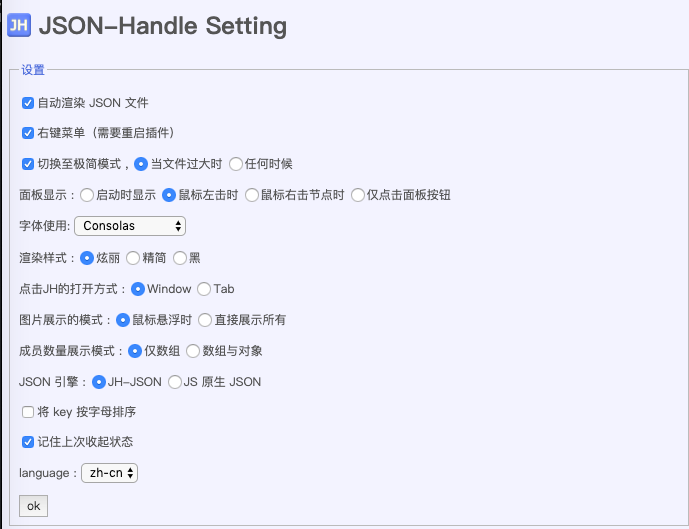 JH JSON-Handle Setting
设置
自动渲染 JSON 文件
右键菜单（需要重启插件）
切换至极简模式 , 当文件过大时 任何时候
面板显示 : 启动时显示 鼠标左击时 鼠标右击节点时 仅点击面板按钮
字体使用: Consolas
渲染样式 : 炫丽 精简 黑
点击JH的打开方式 : Window Tab
图片展示的模式 : 鼠标悬浮时 直接展示所有
成员数量展示模式 : 仅数组 数组与对象
JSON 引擎 : JH-JSON JS 原生 JSON
将 key 按字母排序
记住上次收起状态
language : zh-cn
ok